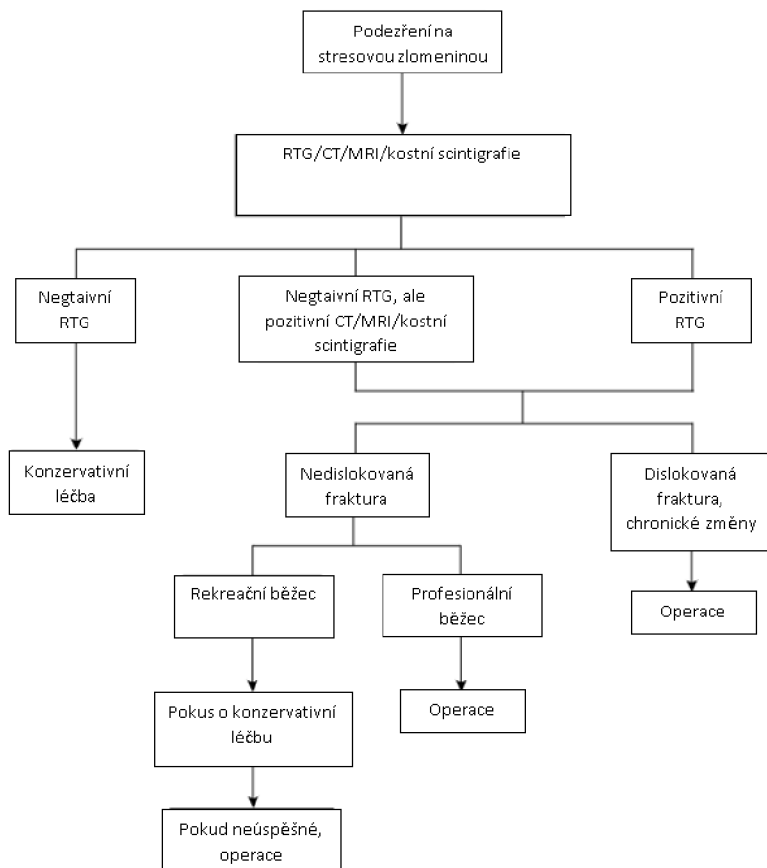 Podezření na
stresovou zlomeninou
RTG/CT/MRI/kostní scintigrafie
Negtaivní
RTG
Negtaivní RTG, ale
pozitivní CT/MRI/kostní
scintigrafie
Pozitivní
RTG
Konzervativní
léčba
Nedislokovaná
fraktura
Dislokovaná
fraktura,
chronické změny
Rekreační běžec
Profesionální
běžec
Operace
Pokus o konzervativní
léčbu
Operace
Pokud neúspěšné,
operace